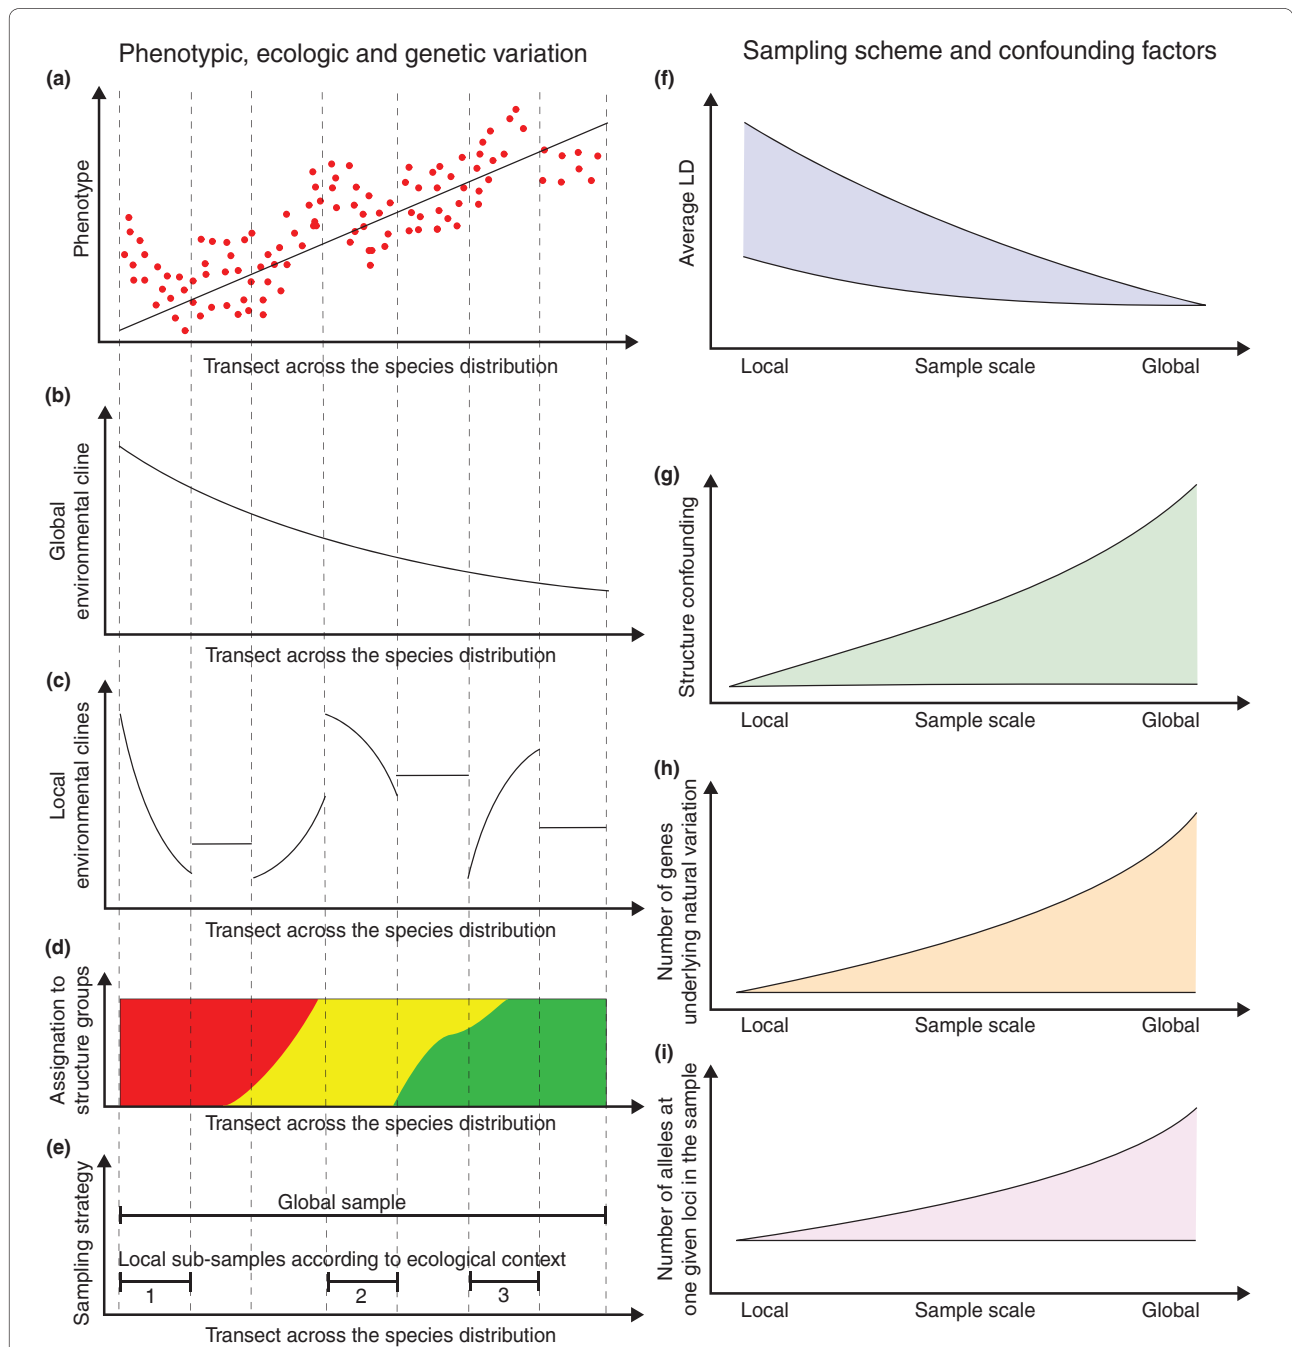 Phenotypic, ecologic and genetic variation
(a)
Phenotype
Transect across the species distribution
(b)
Global
environmental cline
Transect across the species distribution
(c)
Local
environmental clines
Transect across the species distribution
(d)
Assignation to
structure groups
Transect across the species distribution
(e)
Sampling strategy
Global sample
Local sub-samples according to ecological context
1 2 3
Transect across the species distribution
Sampling scheme and confounding factors
(f)
Average LD
Local Sample scale Global
(g)
Structure confounding
Local Sample scale Global
(h)
Number of genes
underlying natural variation
Local Sample scale Global
(i)
Number of alleles at
one given loci in the sample
Local Sample scale Global